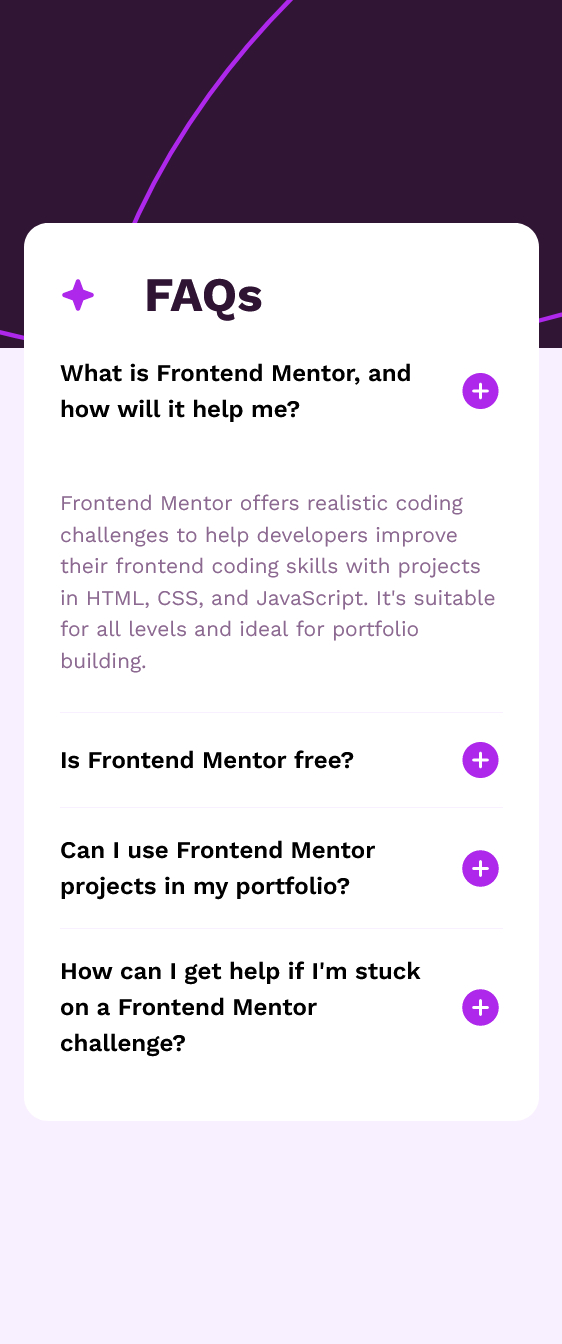 FAQs
What is Frontend Mentor, and
how will it help me?
Frontend Mentor offers realistic coding
challenges to help developers improve
their frontend coding skills with projects
in HTML, CSS, and JavaScript. It's suitable
for all levels and ideal for portfolio
building.
Is Frontend Mentor free?
Can I use Frontend Mentor
projects in my portfolio?
How can I get help if I'm stuck
on a Frontend Mentor
challenge?